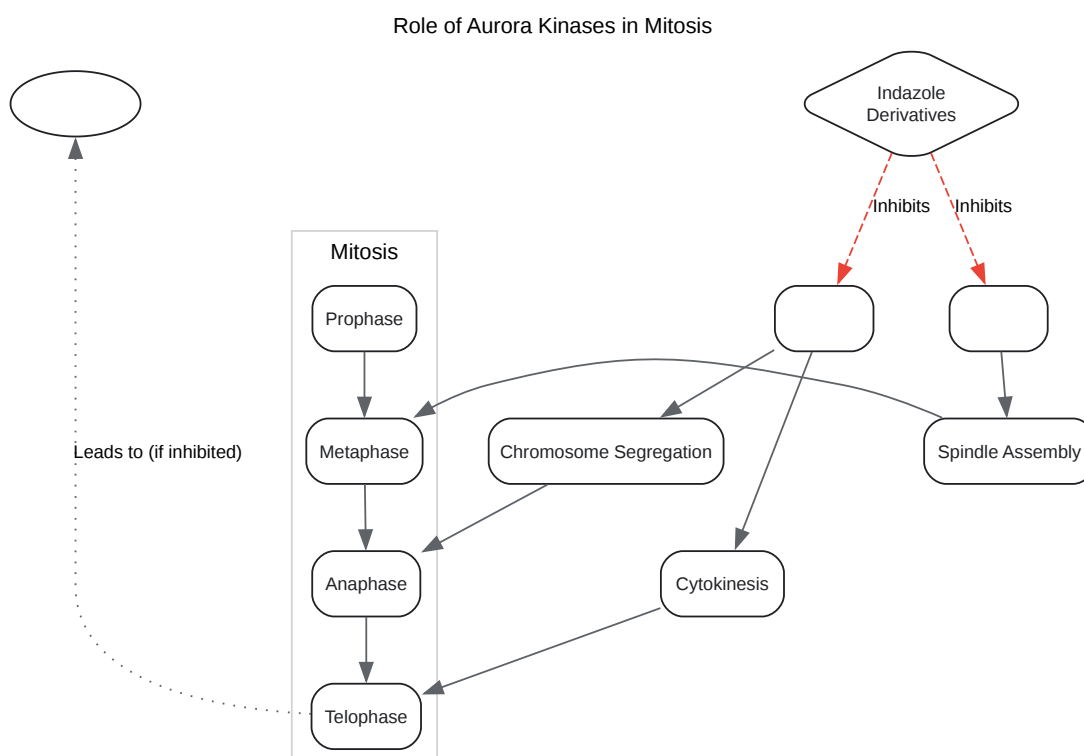 Role of Aurora Kinases in Mitosis
Indazole
Derivatives
Inhibits
Inhibits
Mitosis
Prophase
Leads to (if inhibited)
Metaphase
Chromosome Segregation
Spindle Assembly
Anaphase
Cytokinesis
Telophase